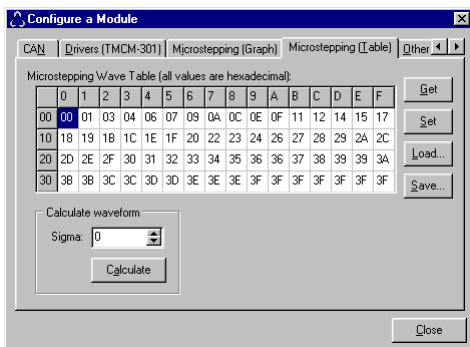 Configure a Module
CAN Drivers (TMCM-301) Microstepping (Graph) Microstepping (Table) Other
Microstepping Wave Table (all values are hexadecimal):
0 1 2 3 4 5 6 7 8 9 A B C D E F
00 00 01 03 04 06 07 09 0A 0C 0E 0F 11 12 14 15 17
10 18 19 1B 1C 1E 1F 20 22 23 24 26 27 28 29 2A 2C
20 2D 2E 2F 30 31 32 33 34 35 36 36 37 38 39 39 3A
30 3B 3B 3C 3C 3D 3D 3E 3E 3E 3F 3F 3F 3F 3F 3F 3F
Get
Set
Load...
Save...
Calculate waveform
Sigma: 0
Calculate
Close